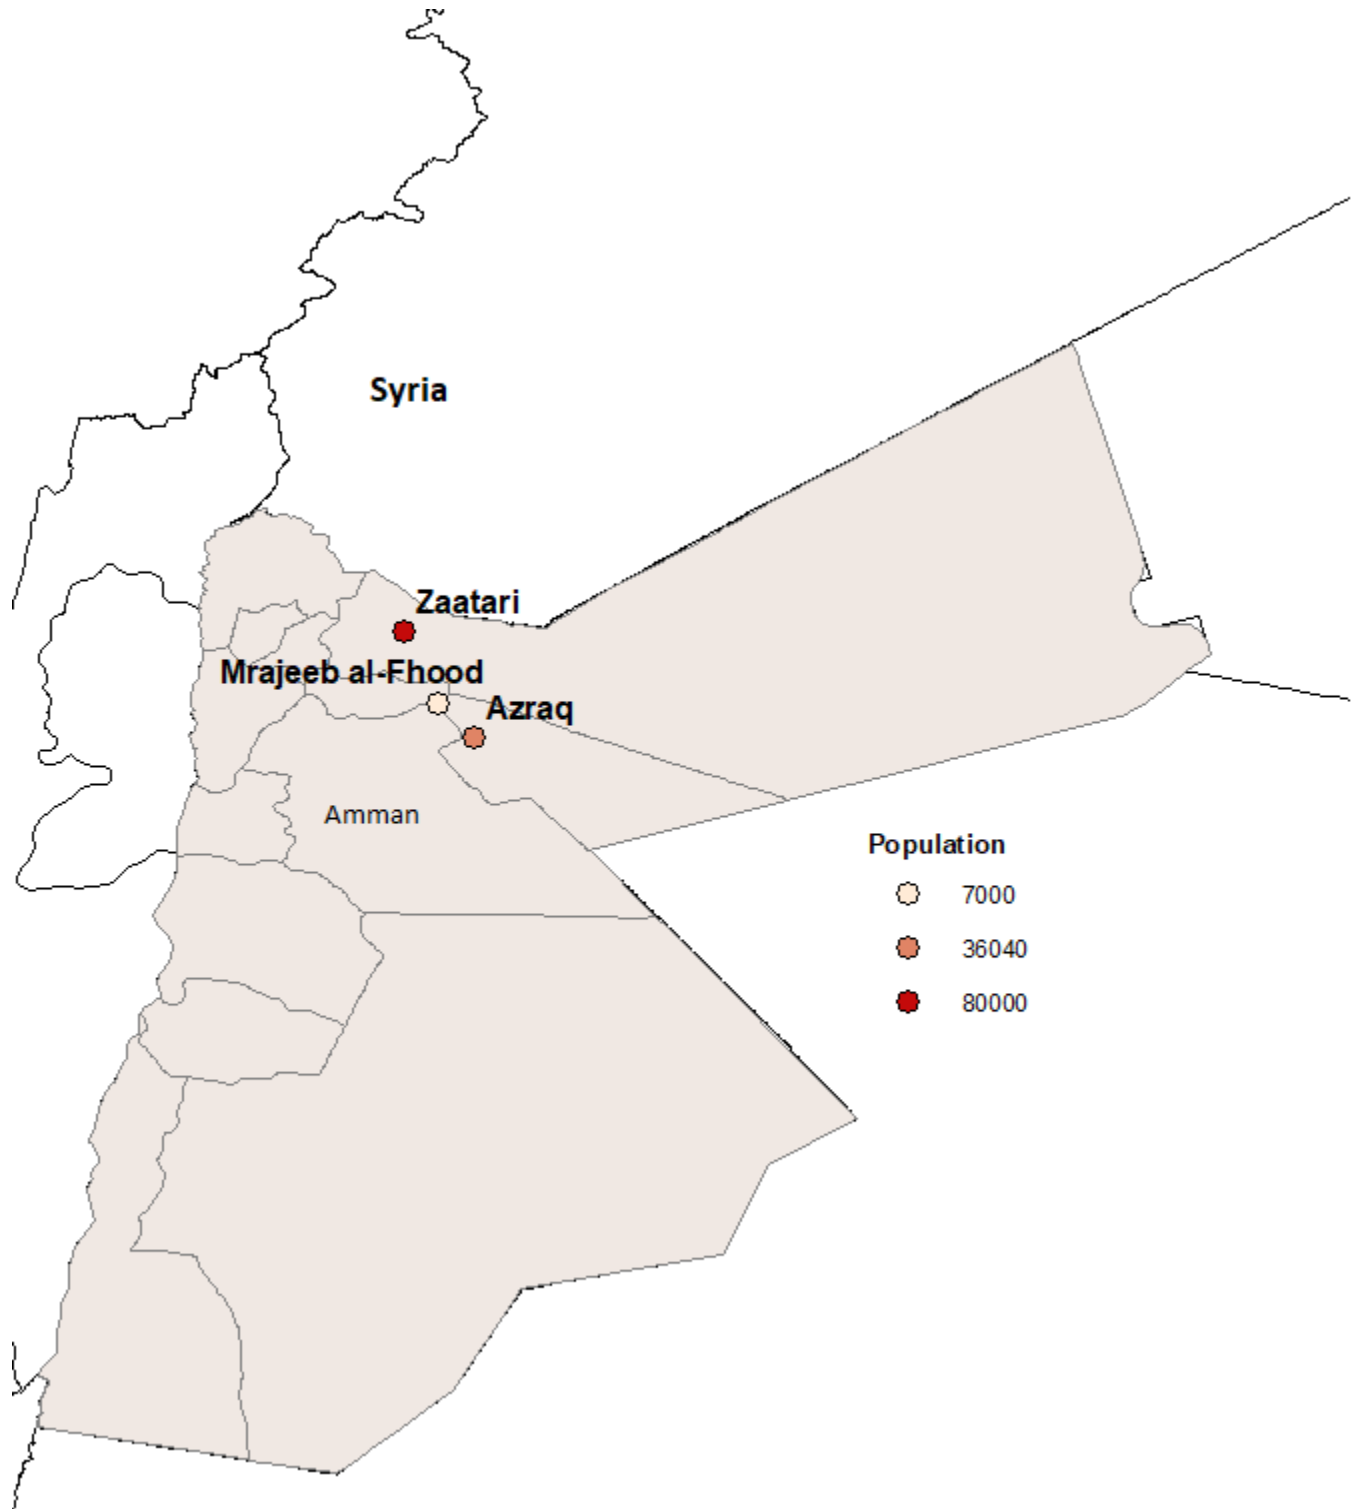 Syria
Zaatari
Mrajeeb al-Fhood
Azraq
Amman
Population
7000
36040
80000